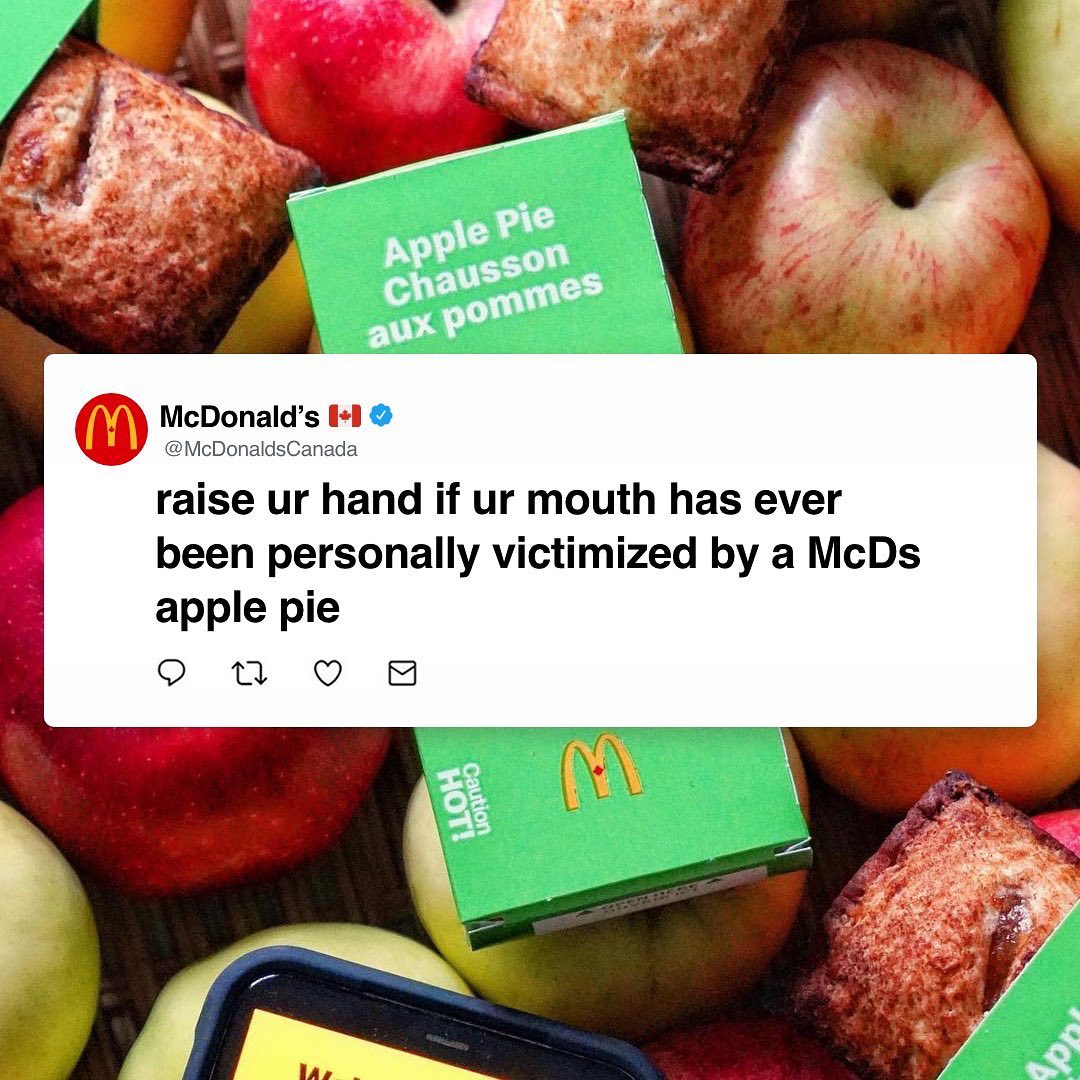 Apple Pie
Chausson
aux pommes
McDonald’s 🇨🇦
@McDonaldsCanada
raise ur hand if ur mouth has ever
been personally victimized by a McDs
apple pie
Caution
HOT!